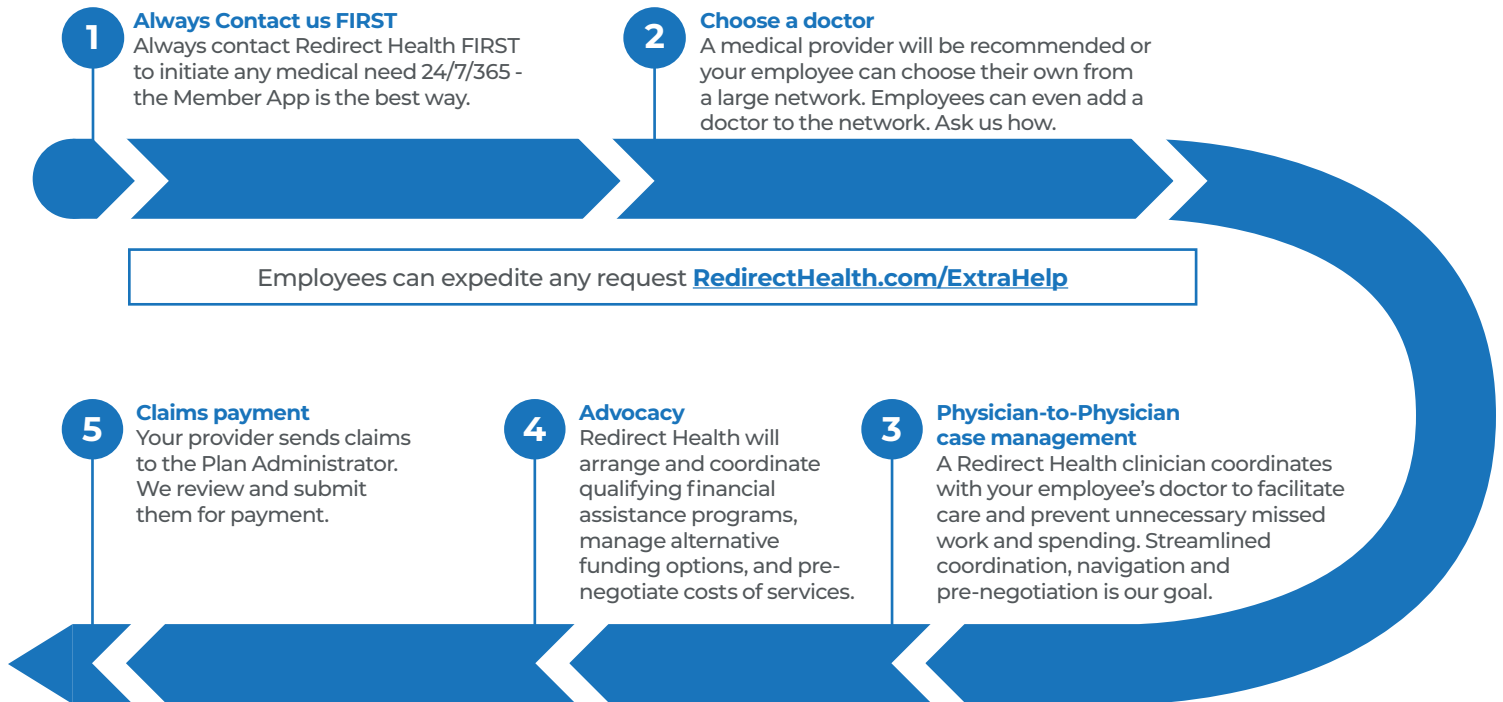 1
Always Contact us FIRST
Always contact Redirect Health FIRST
to initiate any medical need 24/7/365 -
the Member App is the best way.
2
Choose a doctor
A medical provider will be recommended or
your employee can choose their own from
a large network. Employees can even add a
doctor to the network. Ask us how.
Employees can expedite any request RedirectHealth.com/ExtraHelp
3
Physician-to-Physician
case management
A Redirect Health clinician coordinates
with your employee's doctor to facilitate
care and prevent unnecessary missed
work and spending. Streamlined
coordination, navigation and
pre-negotiation is our goal.
4
Advocacy
Redirect Health will
arrange and coordinate
qualifying financial
assistance programs,
manage alternative
funding options, and pre-
negotiate costs of services.
5
Claims payment
Your provider sends claims
to the Plan Administrator.
We review and submit
them for payment.